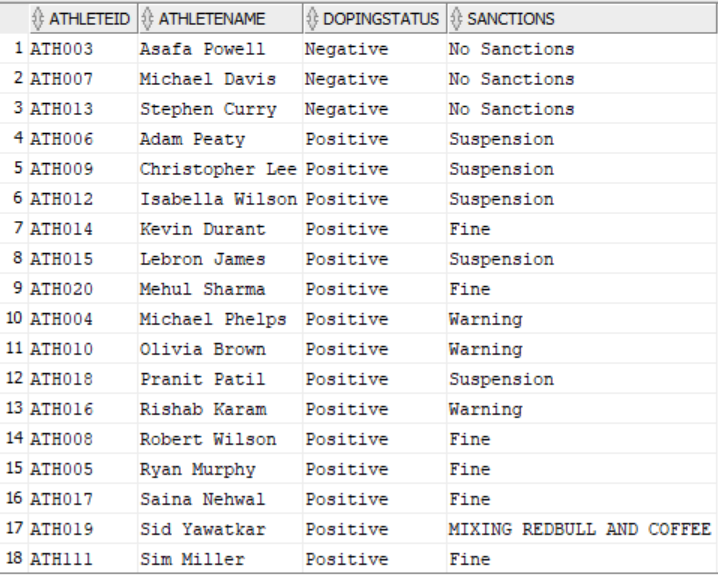 ATHLETEID ATHLETENAME DOPINGSTATUS SANCTIONS
1 ATH003 Asafa Powell Negative No Sanctions
2 ATH007 Michael Davis Negative No Sanctions
3 ATH013 Stephen Curry Negative No Sanctions
4 ATH006 Adam Peaty Positive Suspension
5 ATH009 Christopher Lee Positive Suspension
6 ATH012 Isabella Wilson Positive Suspension
7 ATH014 Kevin Durant Positive Fine
8 ATH015 Lebron James Positive Suspension
9 ATH020 Mehul Sharma Positive Fine
10 ATH004 Michael Phelps Positive Warning
11 ATH010 Olivia Brown Positive Warning
12 ATH018 Pranit Patil Positive Suspension
13 ATH016 Rishab Karam Positive Warning
14 ATH008 Robert Wilson Positive Fine
15 ATH005 Ryan Murphy Positive Fine
16 ATH017 Saina Nehwal Positive Fine
17 ATH019 Sid Yawatkar Positive MIXING REDBULL AND COFFEE
18 ATH111 Sim Miller Positive Fine